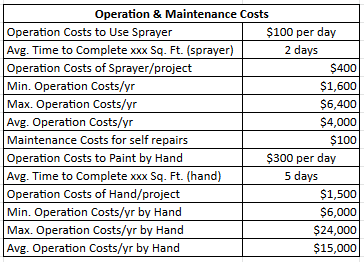 Operation & Maintenance Costs
Operation Costs to Use Sprayer $100 per day
Avg. Time to Complete xxx Sq. Ft. (sprayer) 2 days
Operation Costs of Sprayer/project $400
Min. Operation Costs/yr $1,600
Max. Operation Costs/yr $6,400
Avg. Operation Costs/yr $4,000
Maintenance Costs for self repairs $100
Operation Costs to Paint by Hand $300 per day
Avg. Time to Complete xxx Sq. Ft. (hand) 5 days
Operation Costs of Hand/project $1,500
Min. Operation Costs/yr by Hand $6,000
Max. Operation Costs/yr by Hand $24,000
Avg. Operation Costs/yr by Hand $15,000